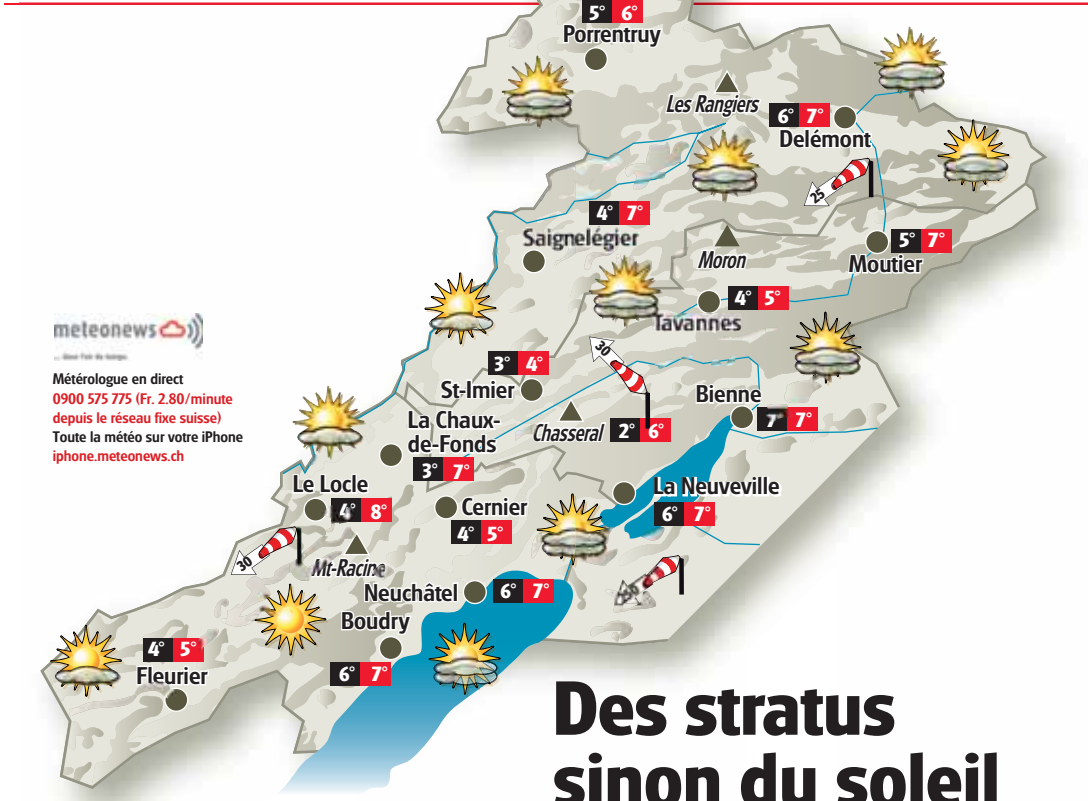 5° 6°
Porrentruy
Les Rangiers
6° 7°
Delémont
25
4° 7°
Saignelégier
Moron
5° 7°
Moutier
4° 5°
Tavannes
meteonews
Météorologue en direct
0900 575 775 (Fr. 2.80/minute
depuis le réseau fixe suisse)
Toute la météo sur votre iPhone
iphone.meteonews.ch
30
3° 4°
St-Imier
Bienne
7° 7°
La Chaux-
de-Fonds
3° 7°
Chasseral 2° 6°
Le Locle
4° 8°
Cernier
4° 5°
La Neuveville
6° 7°
30
Mt-Racine
Neuchâtel 6° 7°
Boudry
6° 7°
4° 5°
Fleurier
Des stratus
sinon du soleil